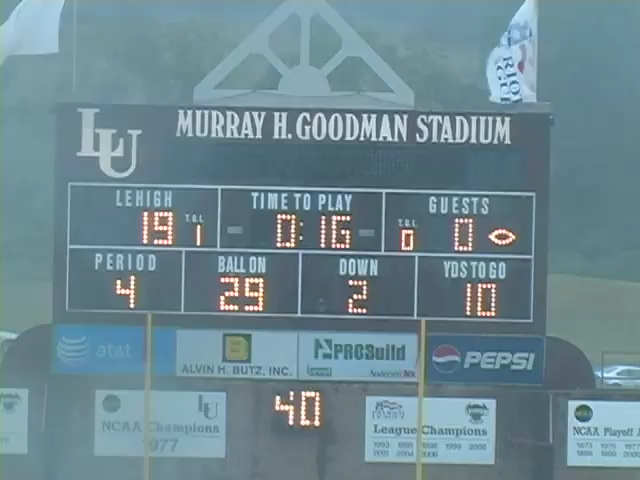 LU
MURRAY H. GOODMAN STADIUM
LEHIGH TIME TO PLAY GUESTS
19 T.O.L. 1 0:16 T.O.L. 0 0
PERIOD BALL ON DOWN YDS TO GO
4 29 2 10
at&t
B
ALVIN H. BUTZ, INC.
PROBuild
Andersen
PEPSI
40
LU
NCAA Champions
1977
League Champions
NCAA Playoff